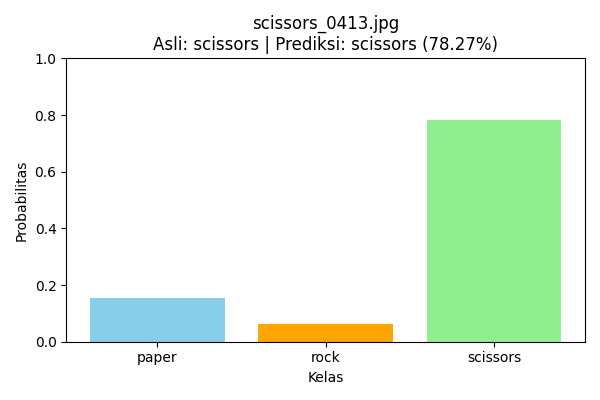 scissors_0413.jpg
Asli: scissors | Prediksi: scissors (78.27%)
1.0
0.8
0.6
0.4
0.2
0.0
Probabilitas
paper
rock
scissors
Kelas